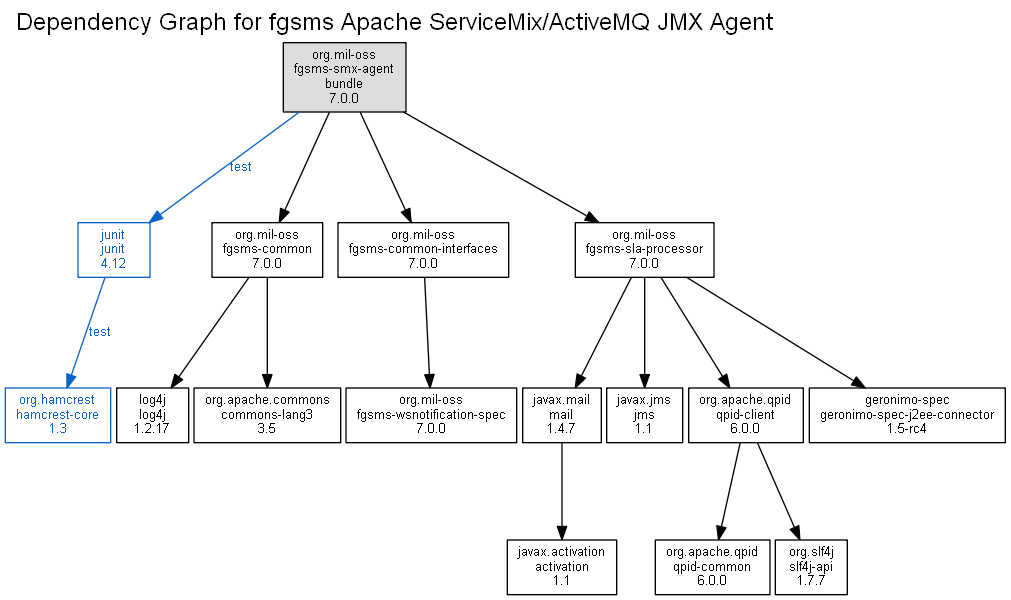 Dependency Graph for fgsms Apache ServiceMix/ActiveMQ JMX Agent
org.mil-oss
fgsms-smx-agent
bundle
7.0.0
test
junit
junit
4.12
org.mil-oss
fgsms-common
7.0.0
org.mil-oss
fgsms-common-interfaces
7.0.0
org.mil-oss
fgsms-sla-processor
7.0.0
test
org.hamcrest
hamcrest-core
1.3
log4j
log4j
1.2.17
org.apache.commons
commons-lang3
3.5
org.mil-oss
fgsms-wsnotification-spec
7.0.0
javax.mail
mail
1.4.7
javax.jms
jms
1.1
org.apache.qpid
qpid-client
6.0.0
geronimo-spec
geronimo-spec-j2ee-connector
1.5-rc4
javax.activation
activation
1.1
org.apache.qpid
qpid-common
6.0.0
org.slf4j
slf4j-api
1.7.7